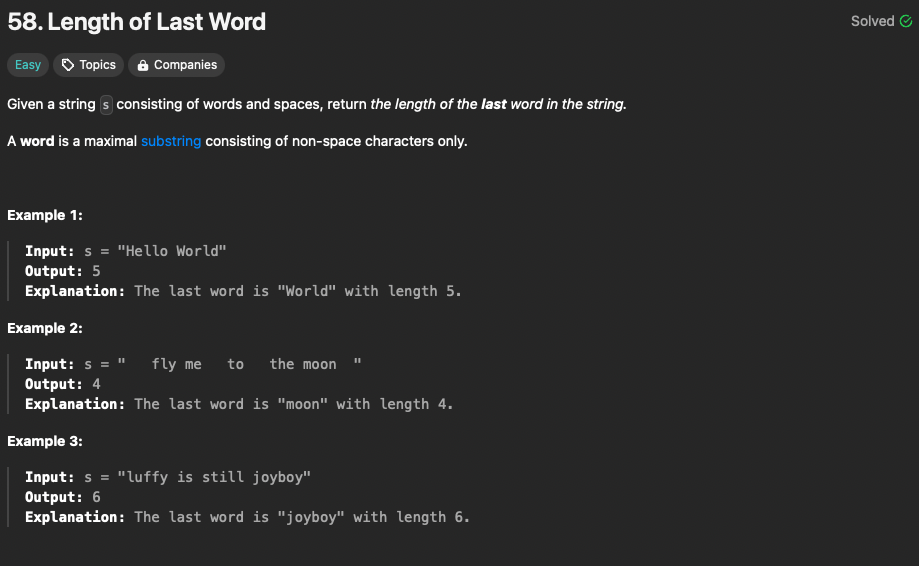 58. Length of Last Word
Solved
Easy
Topics
Companies
Given a string s consisting of words and spaces, return the length of the last word in the string.
A word is a maximal substring consisting of non-space characters only.
Example 1:
Input: s = "Hello World"
Output: 5
Explanation: The last word is "World" with length 5.
Example 2:
Input: s = "   fly me   to   the moon  "
Output: 4
Explanation: The last word is "moon" with length 4.
Example 3:
Input: s = "luffy is still joyboy"
Output: 6
Explanation: The last word is "joyboy" with length 6.